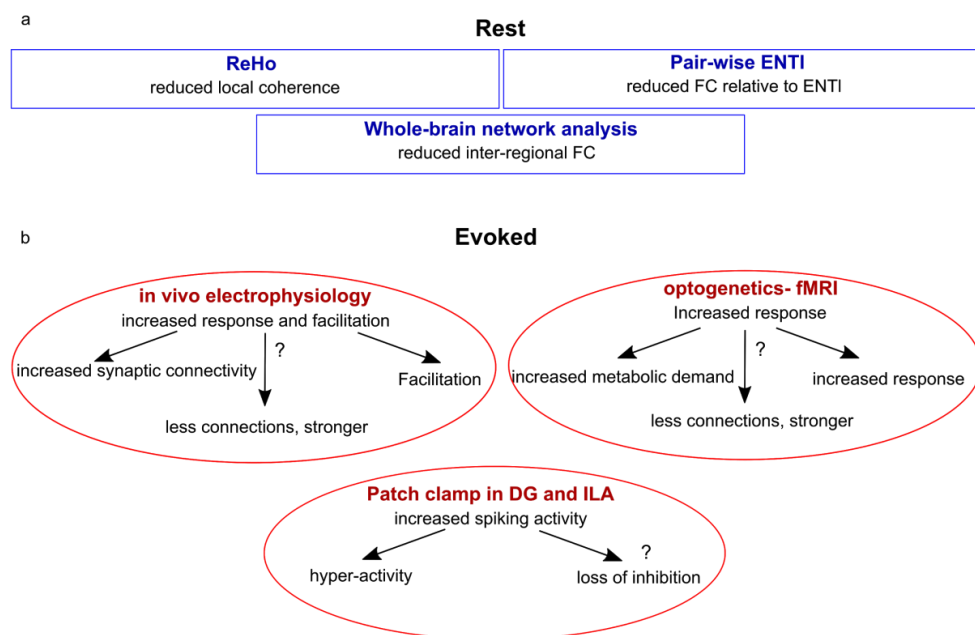 a
Rest
ReHo
reduced local coherence
Pair-wise ENTI
reduced FC relative to ENTI
Whole-brain network analysis
reduced inter-regional FC
b
Evoked
in vivo electrophysiology
increased response and facilitation
?
increased synaptic connectivity
Facilitation
less connections, stronger
optogenetics- fMRI
Increased response
?
increased metabolic demand
increased response
less connections, stronger
Patch clamp in DG and ILA
increased spiking activity
?
hyper-activity
loss of inhibition